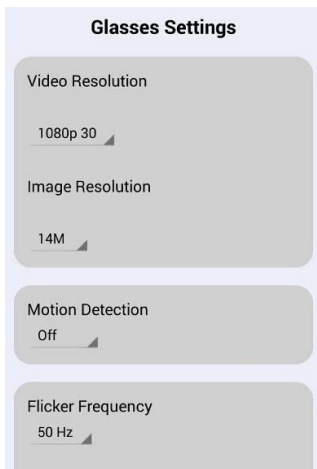 Glasses Settings
Video Resolution
1080p 30
Image Resolution
14M
Motion Detection
Off
Flicker Frequency
50 Hz